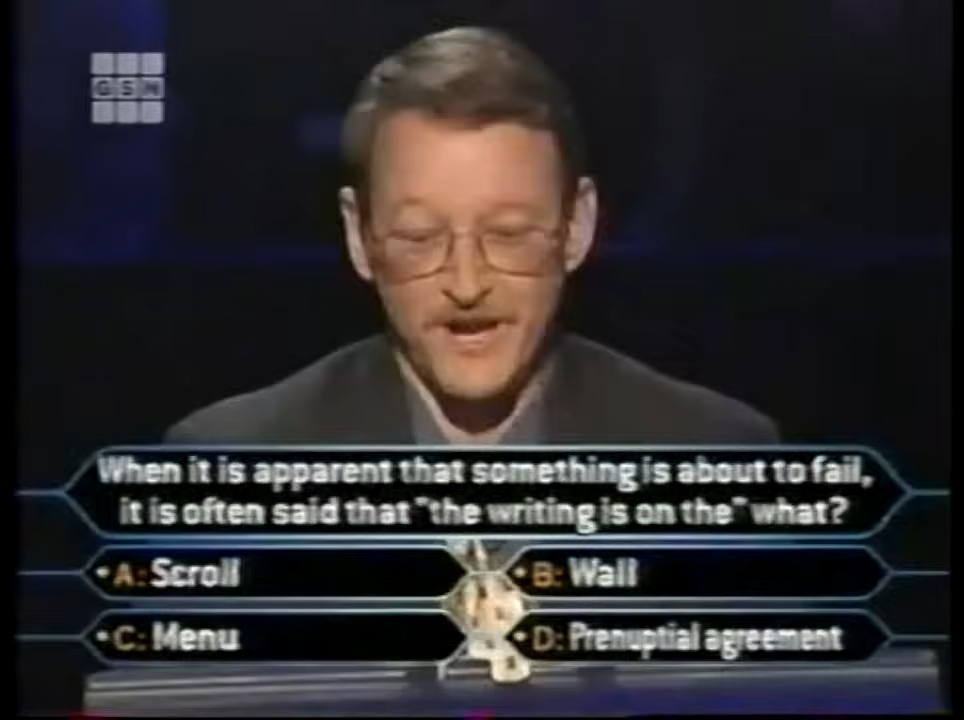 GSN
When it is apparent that something is about to fail,
it is often said that "the writing is on the" what?
A: Scroll
B: Wall
C: Menu
D: Prenuptial agreement